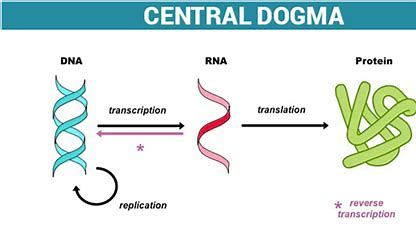 CENTRAL DOGMA
DNA
RNA
Protein
transcription
translation
*
replication
* reverse
transcription